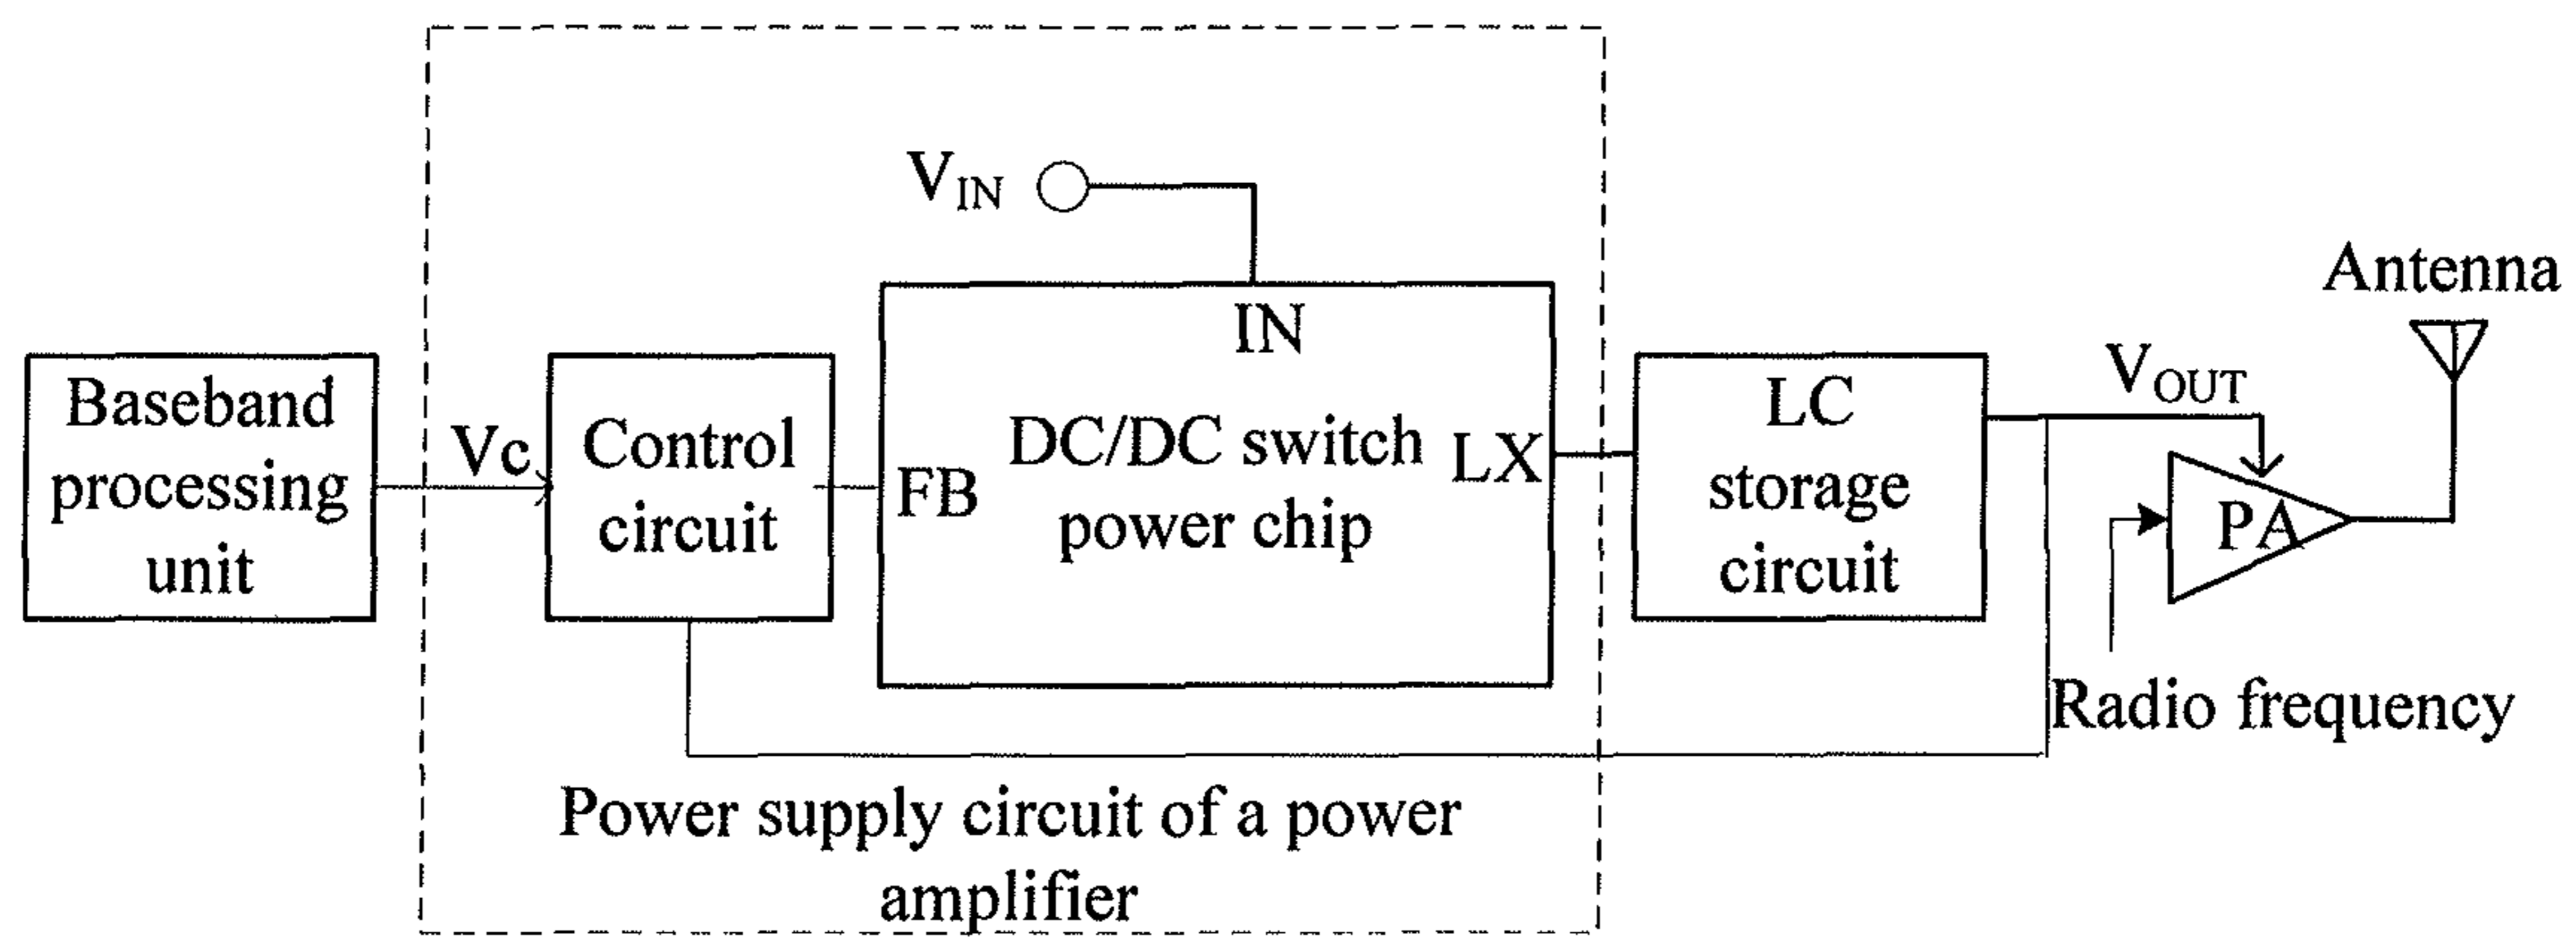 Baseband
processing
unit
Vc
Control
circuit
VIN
IN
FB
DC/DC switch
power chip
LX
LC
storage
circuit
VOUT
Antenna
PA
Radio frequency
Power supply circuit of a power
amplifier